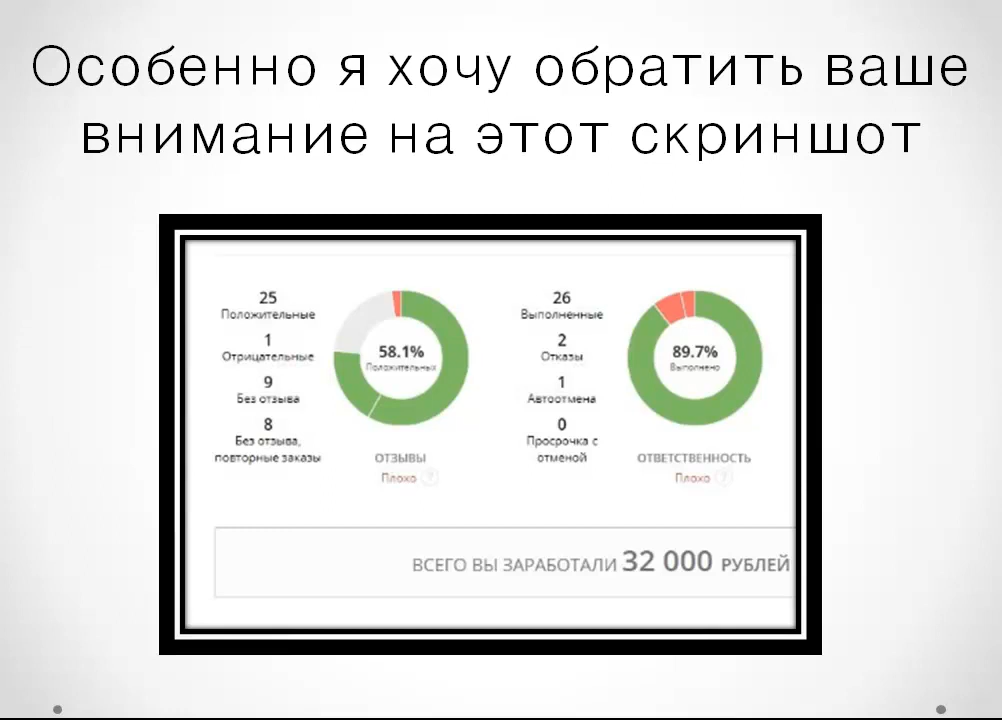 Особенно я хочу обратить ваше
внимание на этот скриншот
25
Положительные
1
Отрицательные
9
Без отзыва
8
Без отзыва,
повторные заказы
58.1%
Положительных
ОТЗЫВЫ
Плохо ?
26
Выполненные
2
Отказы
1
Автоотмена
0
Просрочка с
отменой
89.7%
Выполнено
ОТВЕТСТВЕННОСТЬ
Плохо ?
ВСЕГО ВЫ ЗАРАБОТАЛИ 32 000 РУБЛЕЙ